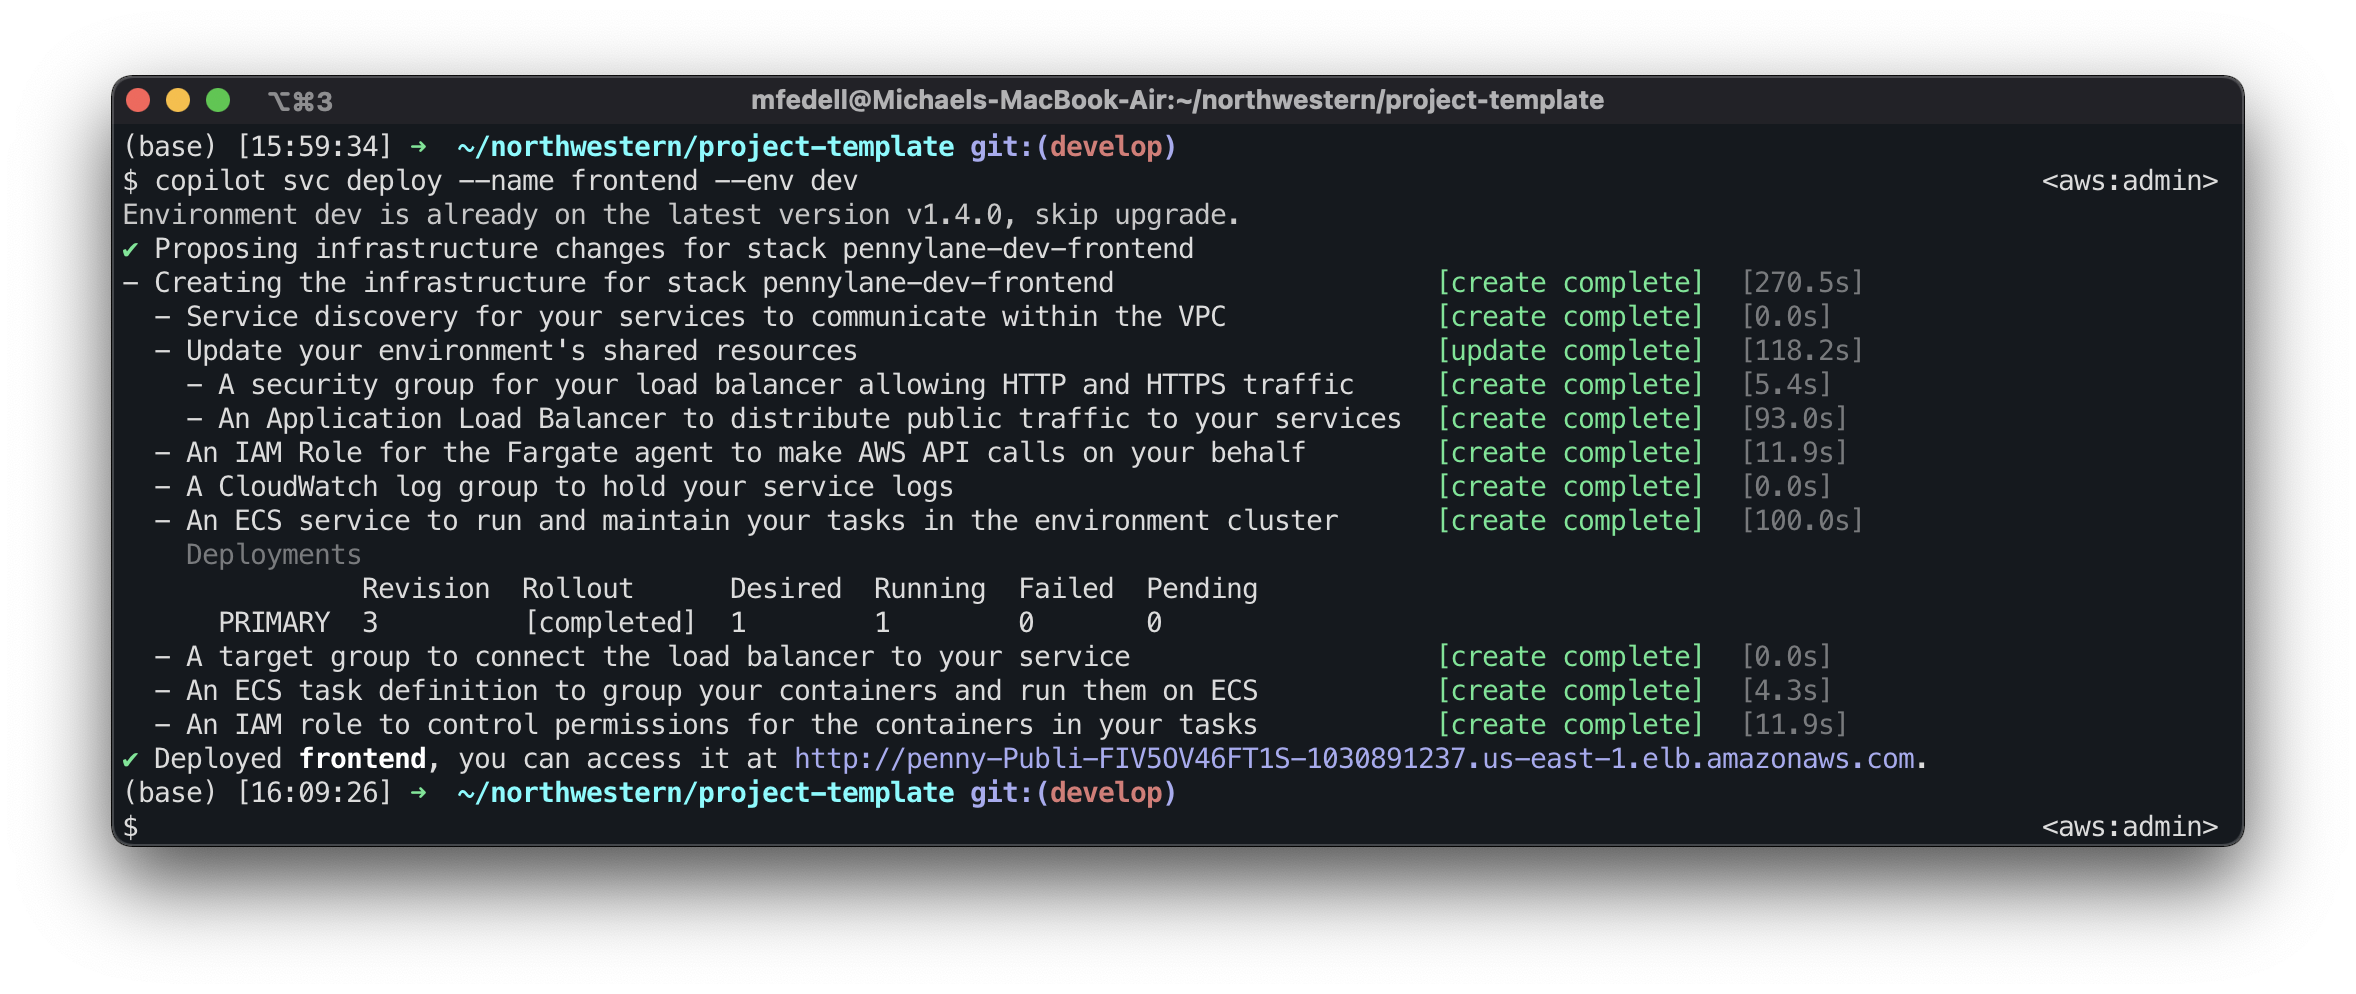 ⌥⌘3 mfedell@Michaels-MacBook-Air:~/northwestern/project-template
(base) [15:59:34] ➜  ~/northwestern/project-template git:(develop)
$ copilot svc deploy --name frontend --env dev <aws:admin>
Environment dev is already on the latest version v1.4.0, skip upgrade.
✔ Proposing infrastructure changes for stack pennylane-dev-frontend
- Creating the infrastructure for stack pennylane-dev-frontend [create complete] [270.5s]
  - Service discovery for your services to communicate within the VPC [create complete] [0.0s]
  - Update your environment's shared resources [update complete] [118.2s]
    - A security group for your load balancer allowing HTTP and HTTPS traffic [create complete] [5.4s]
    - An Application Load Balancer to distribute public traffic to your services [create complete] [93.0s]
  - An IAM Role for the Fargate agent to make AWS API calls on your behalf [create complete] [11.9s]
  - A CloudWatch log group to hold your service logs [create complete] [0.0s]
  - An ECS service to run and maintain your tasks in the environment cluster [create complete] [100.0s]
    Deployments
               Revision  Rollout      Desired  Running  Failed  Pending
      PRIMARY  3         [completed]  1        1        0       0
  - A target group to connect the load balancer to your service [create complete] [0.0s]
  - An ECS task definition to group your containers and run them on ECS [create complete] [4.3s]
  - An IAM role to control permissions for the containers in your tasks [create complete] [11.9s]
✔ Deployed frontend, you can access it at http://penny-Publi-FIV5OV46FT1S-1030891237.us-east-1.elb.amazonaws.com.
(base) [16:09:26] ➜  ~/northwestern/project-template git:(develop)
$ <aws:admin>